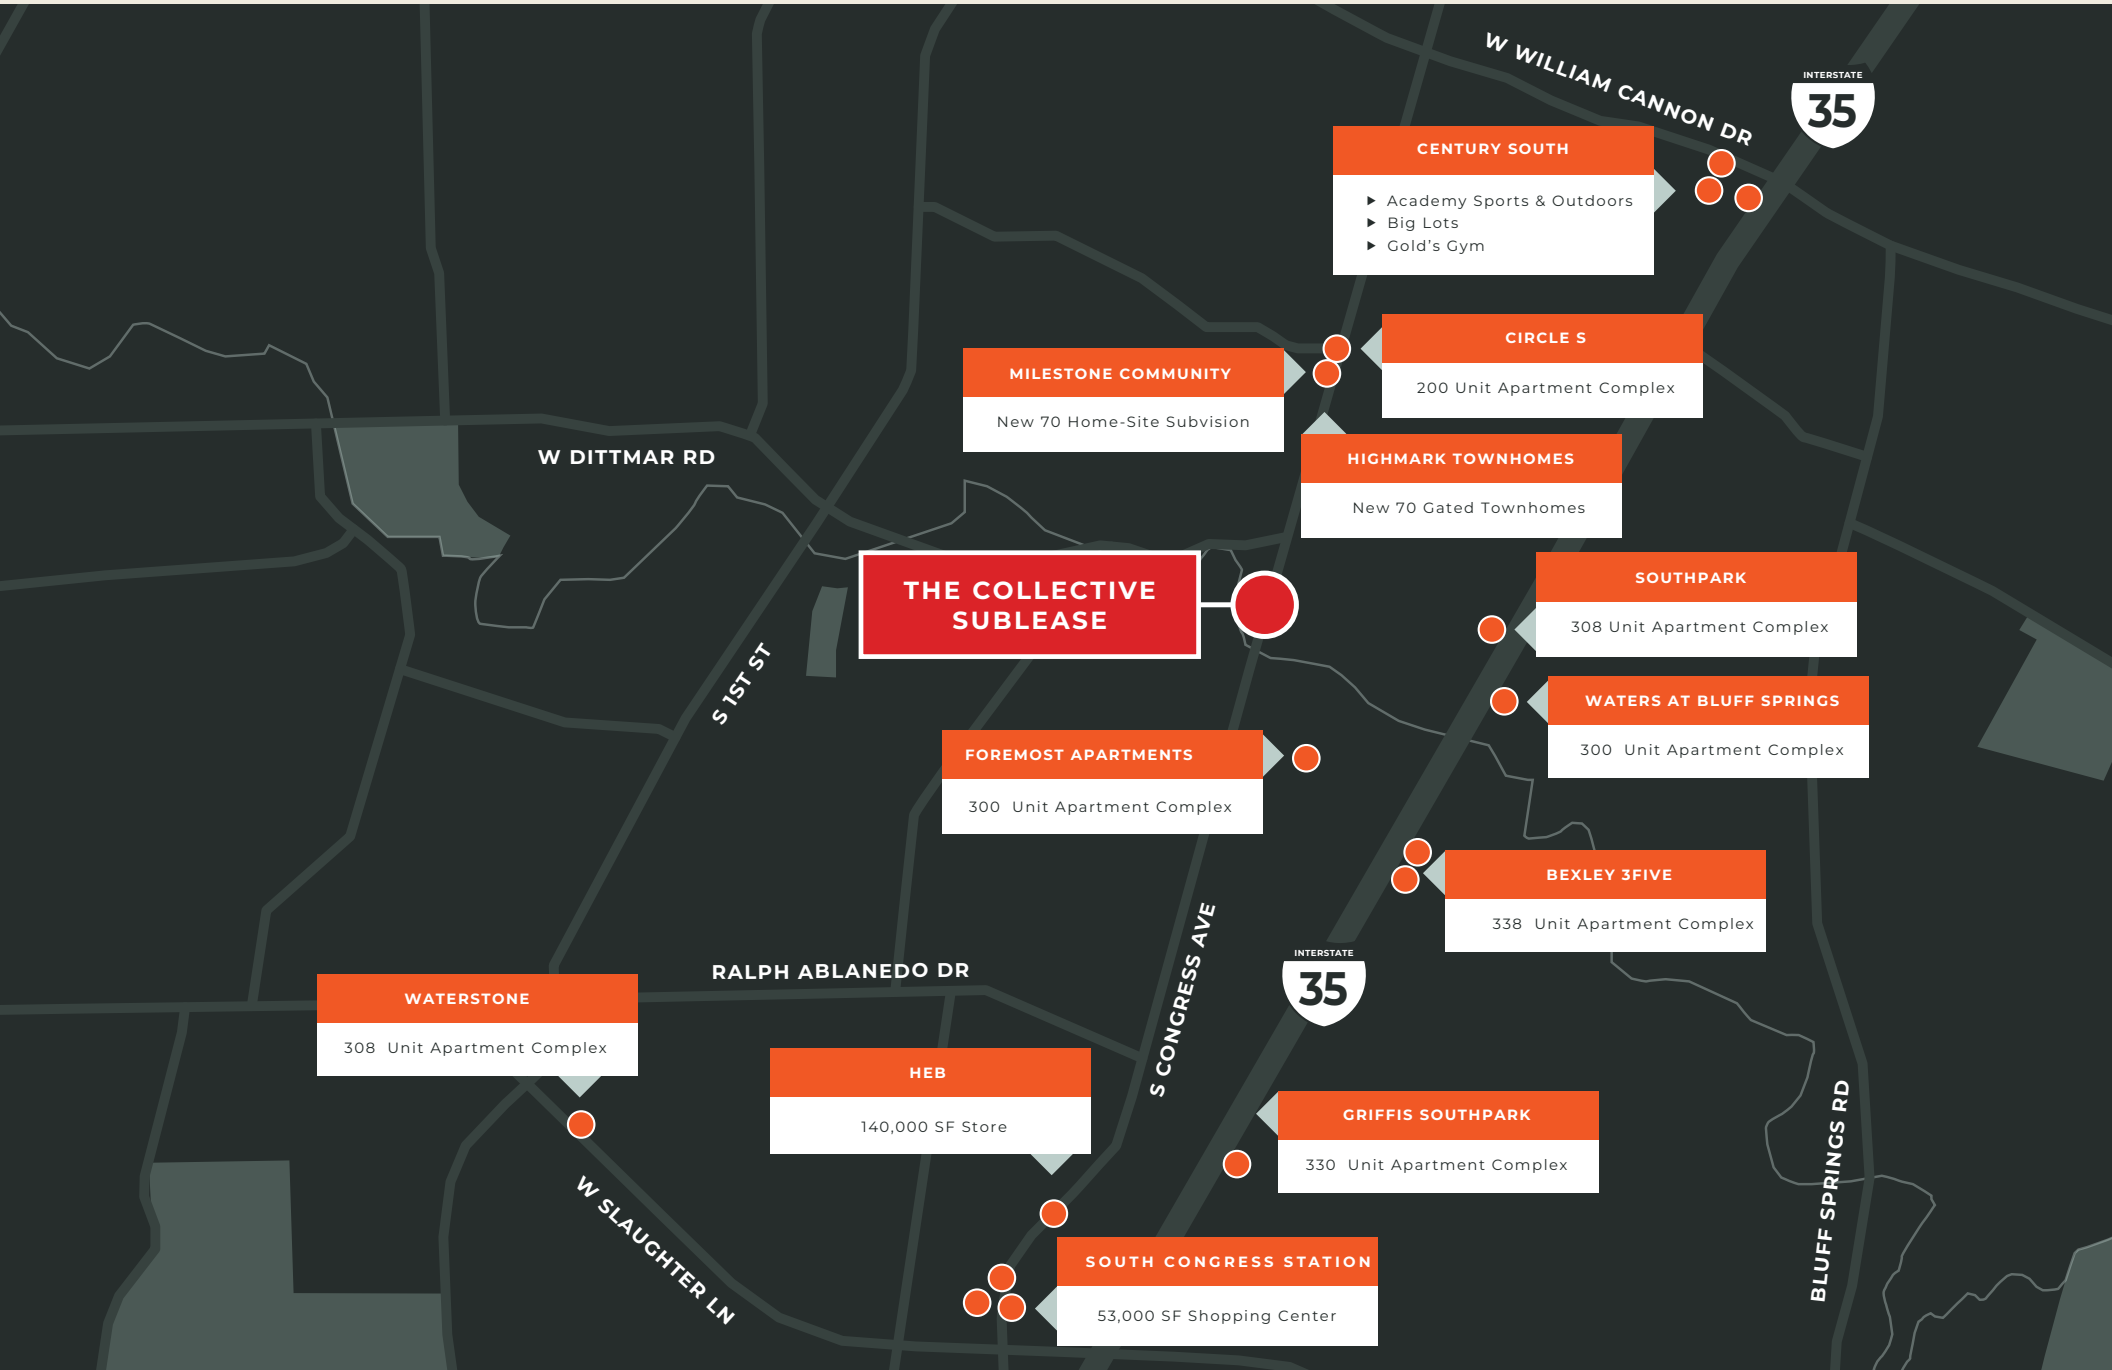 W WILLIAM CANNON DR
INTERSTATE
35
CENTURY SOUTH
Academy Sports & Outdoors
Big Lots
Gold's Gym
CIRCLE S
200 Unit Apartment Complex
MILESTONE COMMUNITY
New 70 Home-Site Subvision
HIGHMARK TOWNHOMES
New 70 Gated Townhomes
W DITTMAR RD
THE COLLECTIVE
SUBLEASE
SOUTHPARK
308 Unit Apartment Complex
S 1ST ST
WATERS AT BLUFF SPRINGS
300 Unit Apartment Complex
FOREMOST APARTMENTS
300 Unit Apartment Complex
BEXLEY 3FIVE
338 Unit Apartment Complex
RALPH ABLANEDO DR
S CONGRESS AVE
INTERSTATE
35
WATERSTONE
308 Unit Apartment Complex
HEB
140,000 SF Store
GRIFFIS SOUTHPARK
330 Unit Apartment Complex
BLUFF SPRINGS RD
W SLAUGHTER LN
SOUTH CONGRESS STATION
53,000 SF Shopping Center